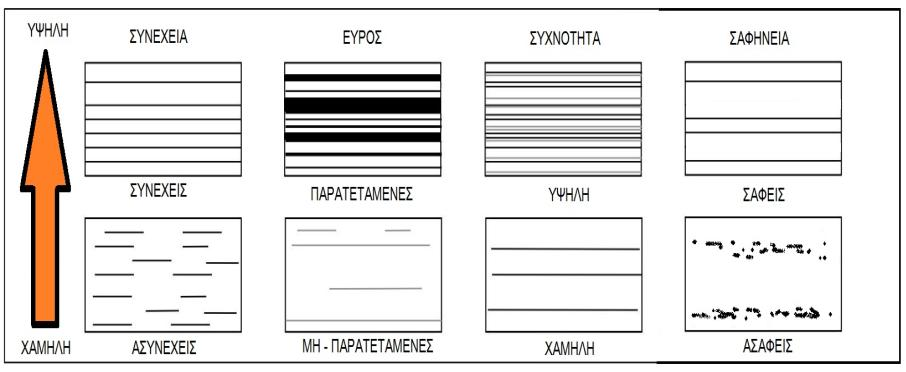 ΥΨΗΛΗ
ΣΥΝΕΧΕΙΑ ΕΥΡΟΣ ΣΥΧΝΟΤΗΤΑ ΣΑΦΗΝΕΙΑ
ΣΥΝΕΧΕΙΣ ΠΑΡΑΤΕΤΑΜΕΝΕΣ ΥΨΗΛΗ ΣΑΦΕΙΣ
ΧΑΜΗΛΗ ΑΣΥΝΕΧΕΙΣ ΜΗ - ΠΑΡΑΤΕΤΑΜΕΝΕΣ ΧΑΜΗΛΗ ΑΣΑΦΕΙΣ